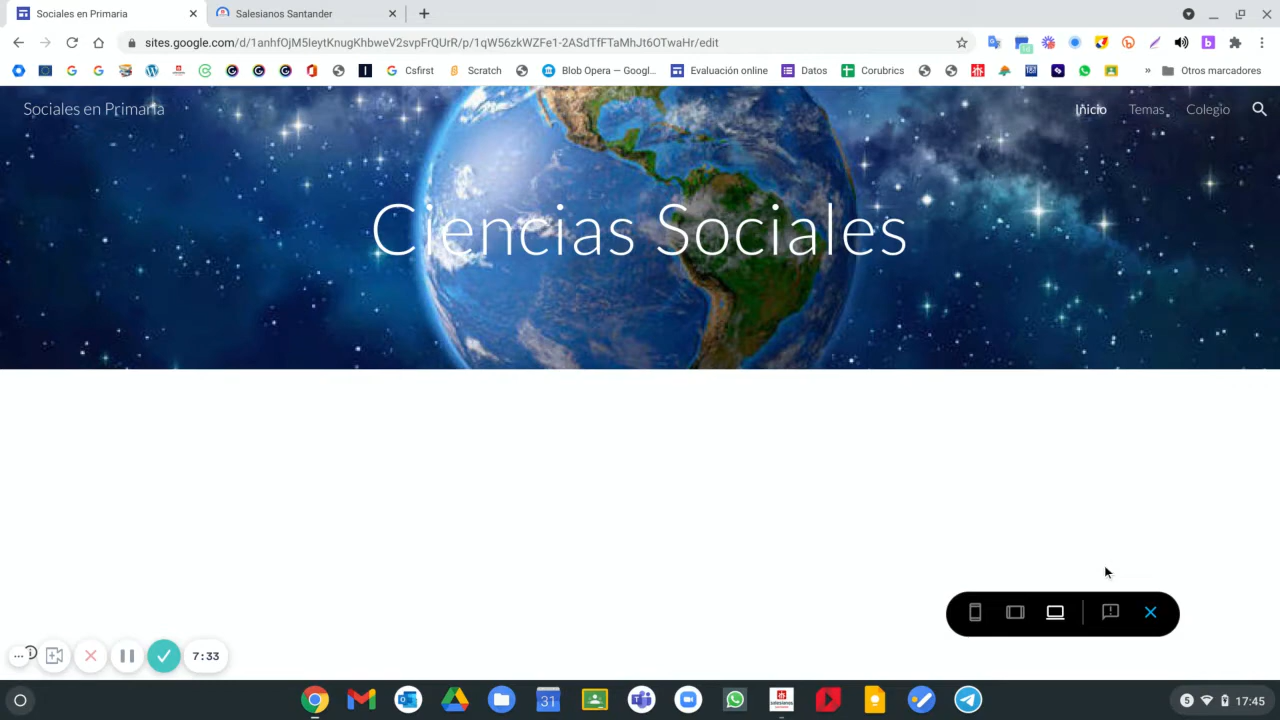 Sociales en Primaria
Salesianos Santander
sites.google.com/d/1anhfOjM5IeytKnugKhbweV2svpFrQUrR/p/1qW56zkWZFe1-2ASdTfFTaMhJt6OTwaHr/edit
Csfirst
Scratch
Blob Opera — Googl...
Evaluación online
Datos
Corubrics
» Otros marcadores
Sociales en Primaria
Inicio
Temas
Colegio
Ciencias Sociales
7:33
31
5
17:45